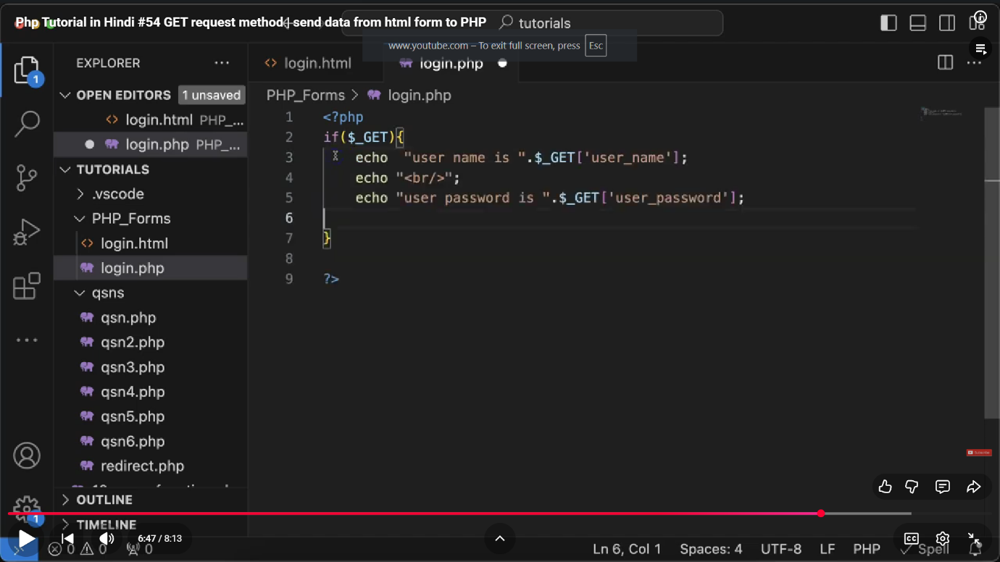 Php Tutorial in Hindi #54 GET request method- send data from html form to PHP
tutorials
www.youtube.com – To exit full screen, press Esc
EXPLORER
login.html
login.php
1
OPEN EDITORS 1 unsaved
login.html PHP_...
login.php PHP_...
TUTORIALS
.vscode
PHP_Forms
login.html
login.php
qsns
qsn.php
qsn2.php
qsn3.php
qsn4.php
qsn5.php
qsn6.php
redirect.php
OUTLINE
TIMELINE
1
PHP_Forms > login.php
1 <?php
2 if($_GET){
3 echo  "user name is ".$_GET['user_name'];
4 echo "<br/>";
5 echo "user password is ".$_GET['user_password'];
6
7 }
8
9 ?>
Subscribe
6:47 / 8:13
CC
0 0 0
Ln 6, Col 1 Spaces: 4 UTF-8 LF PHP Spell